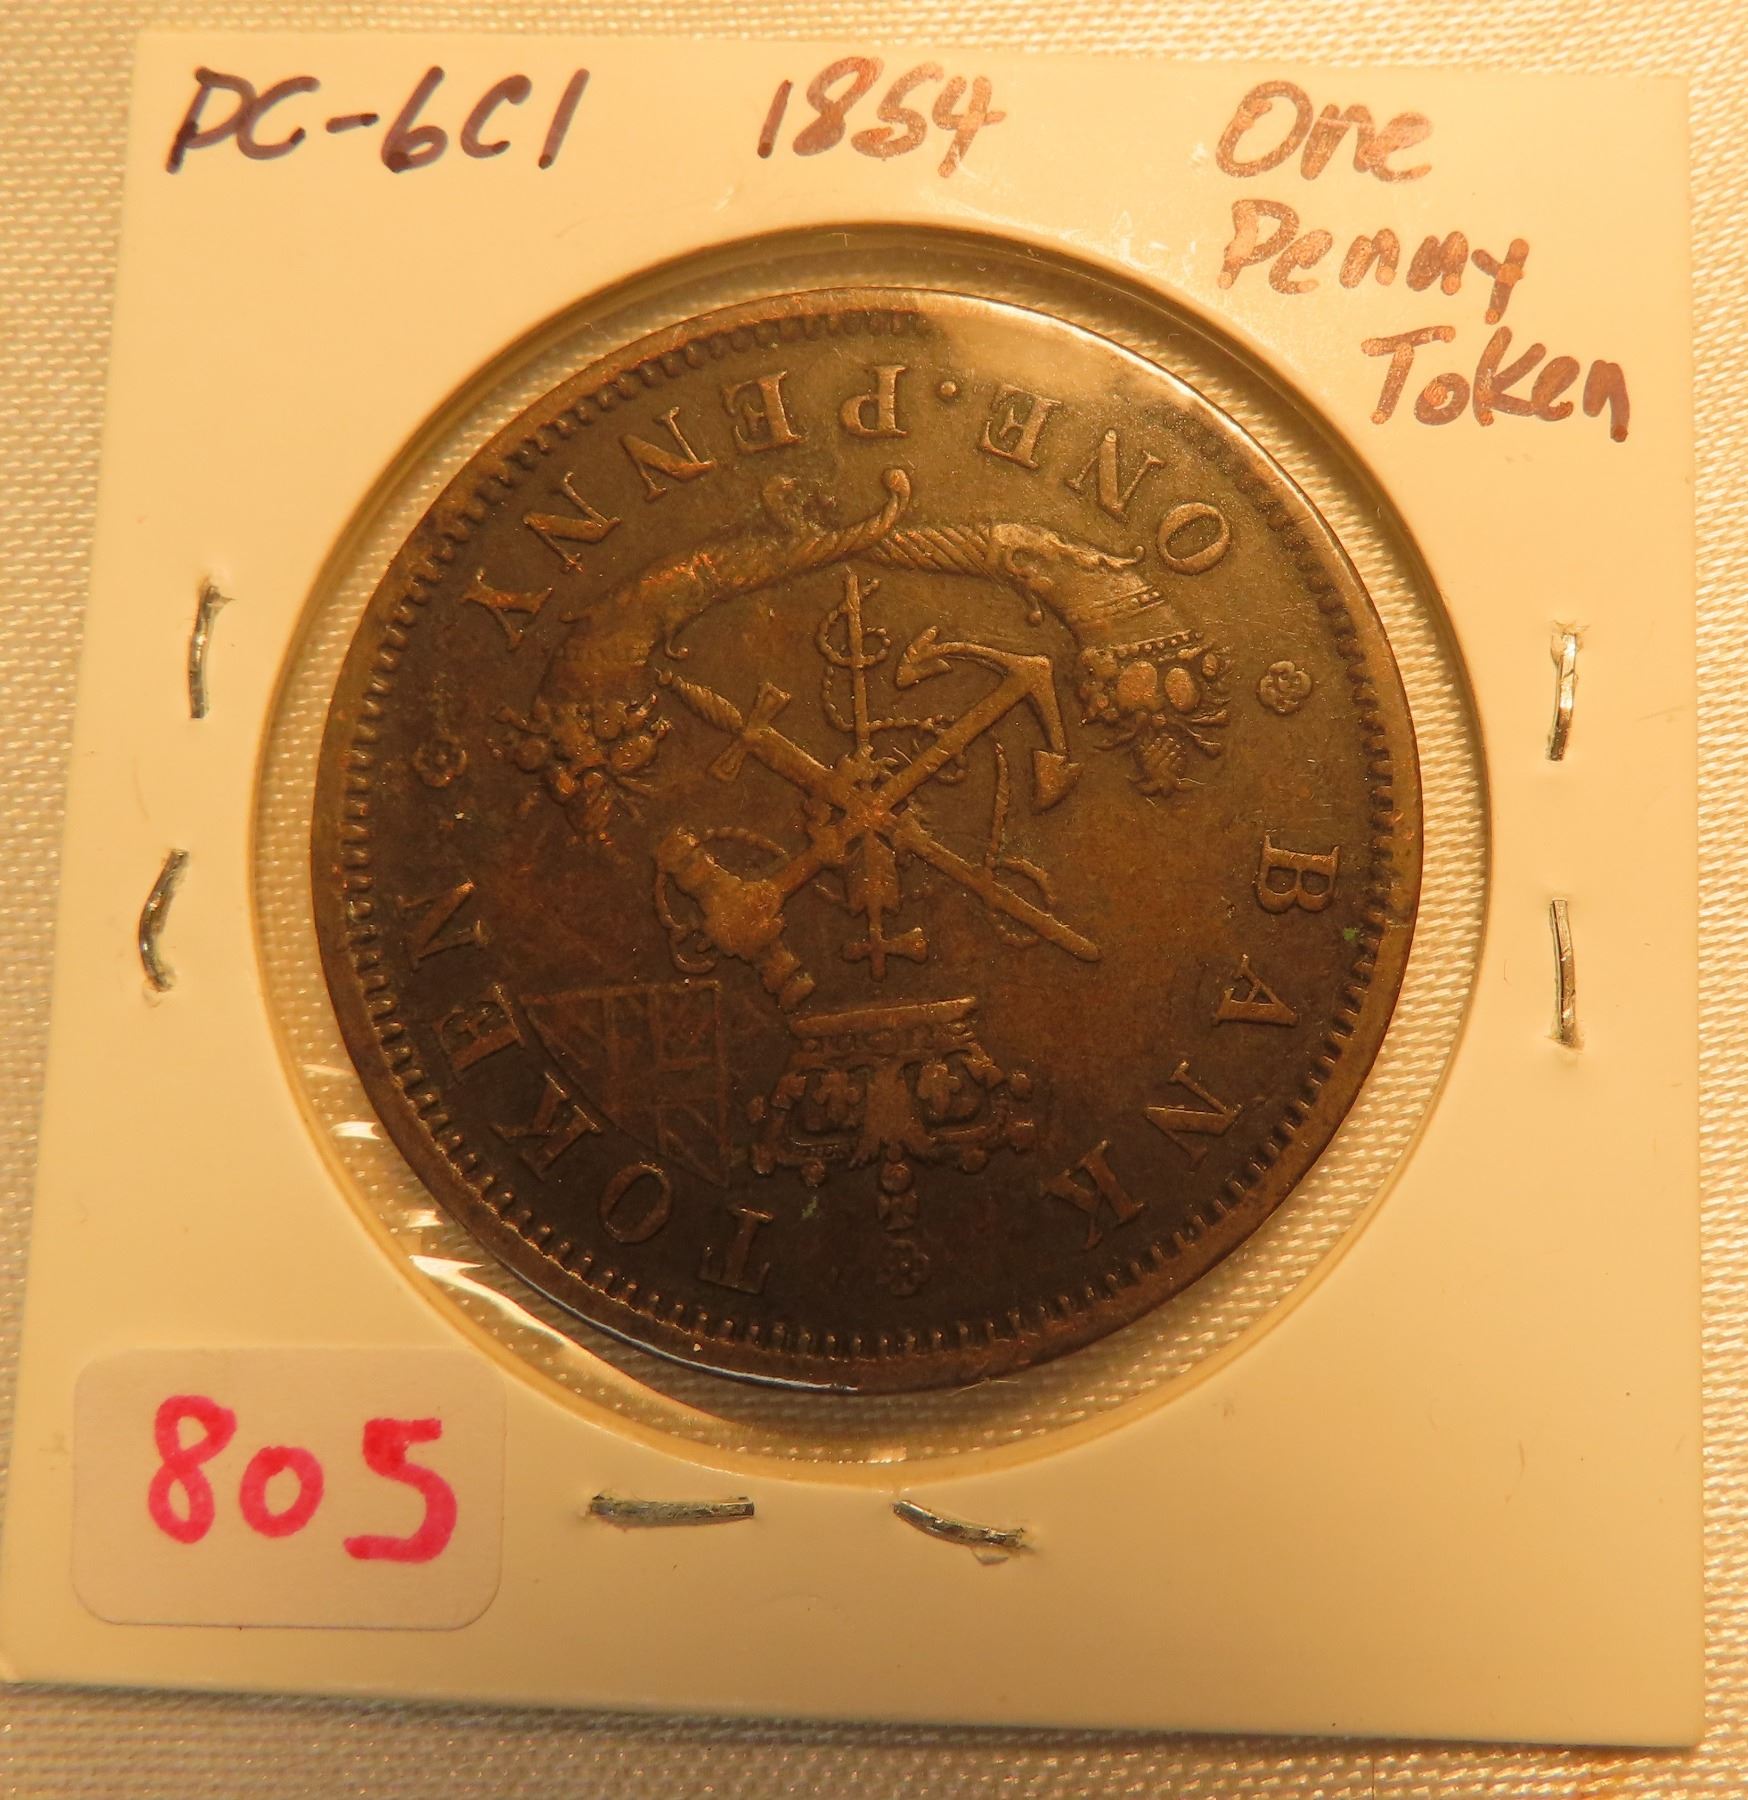 PC-6C1 1854 One
Penny
Token
BANK TOKEN
ONE · PENNY
805